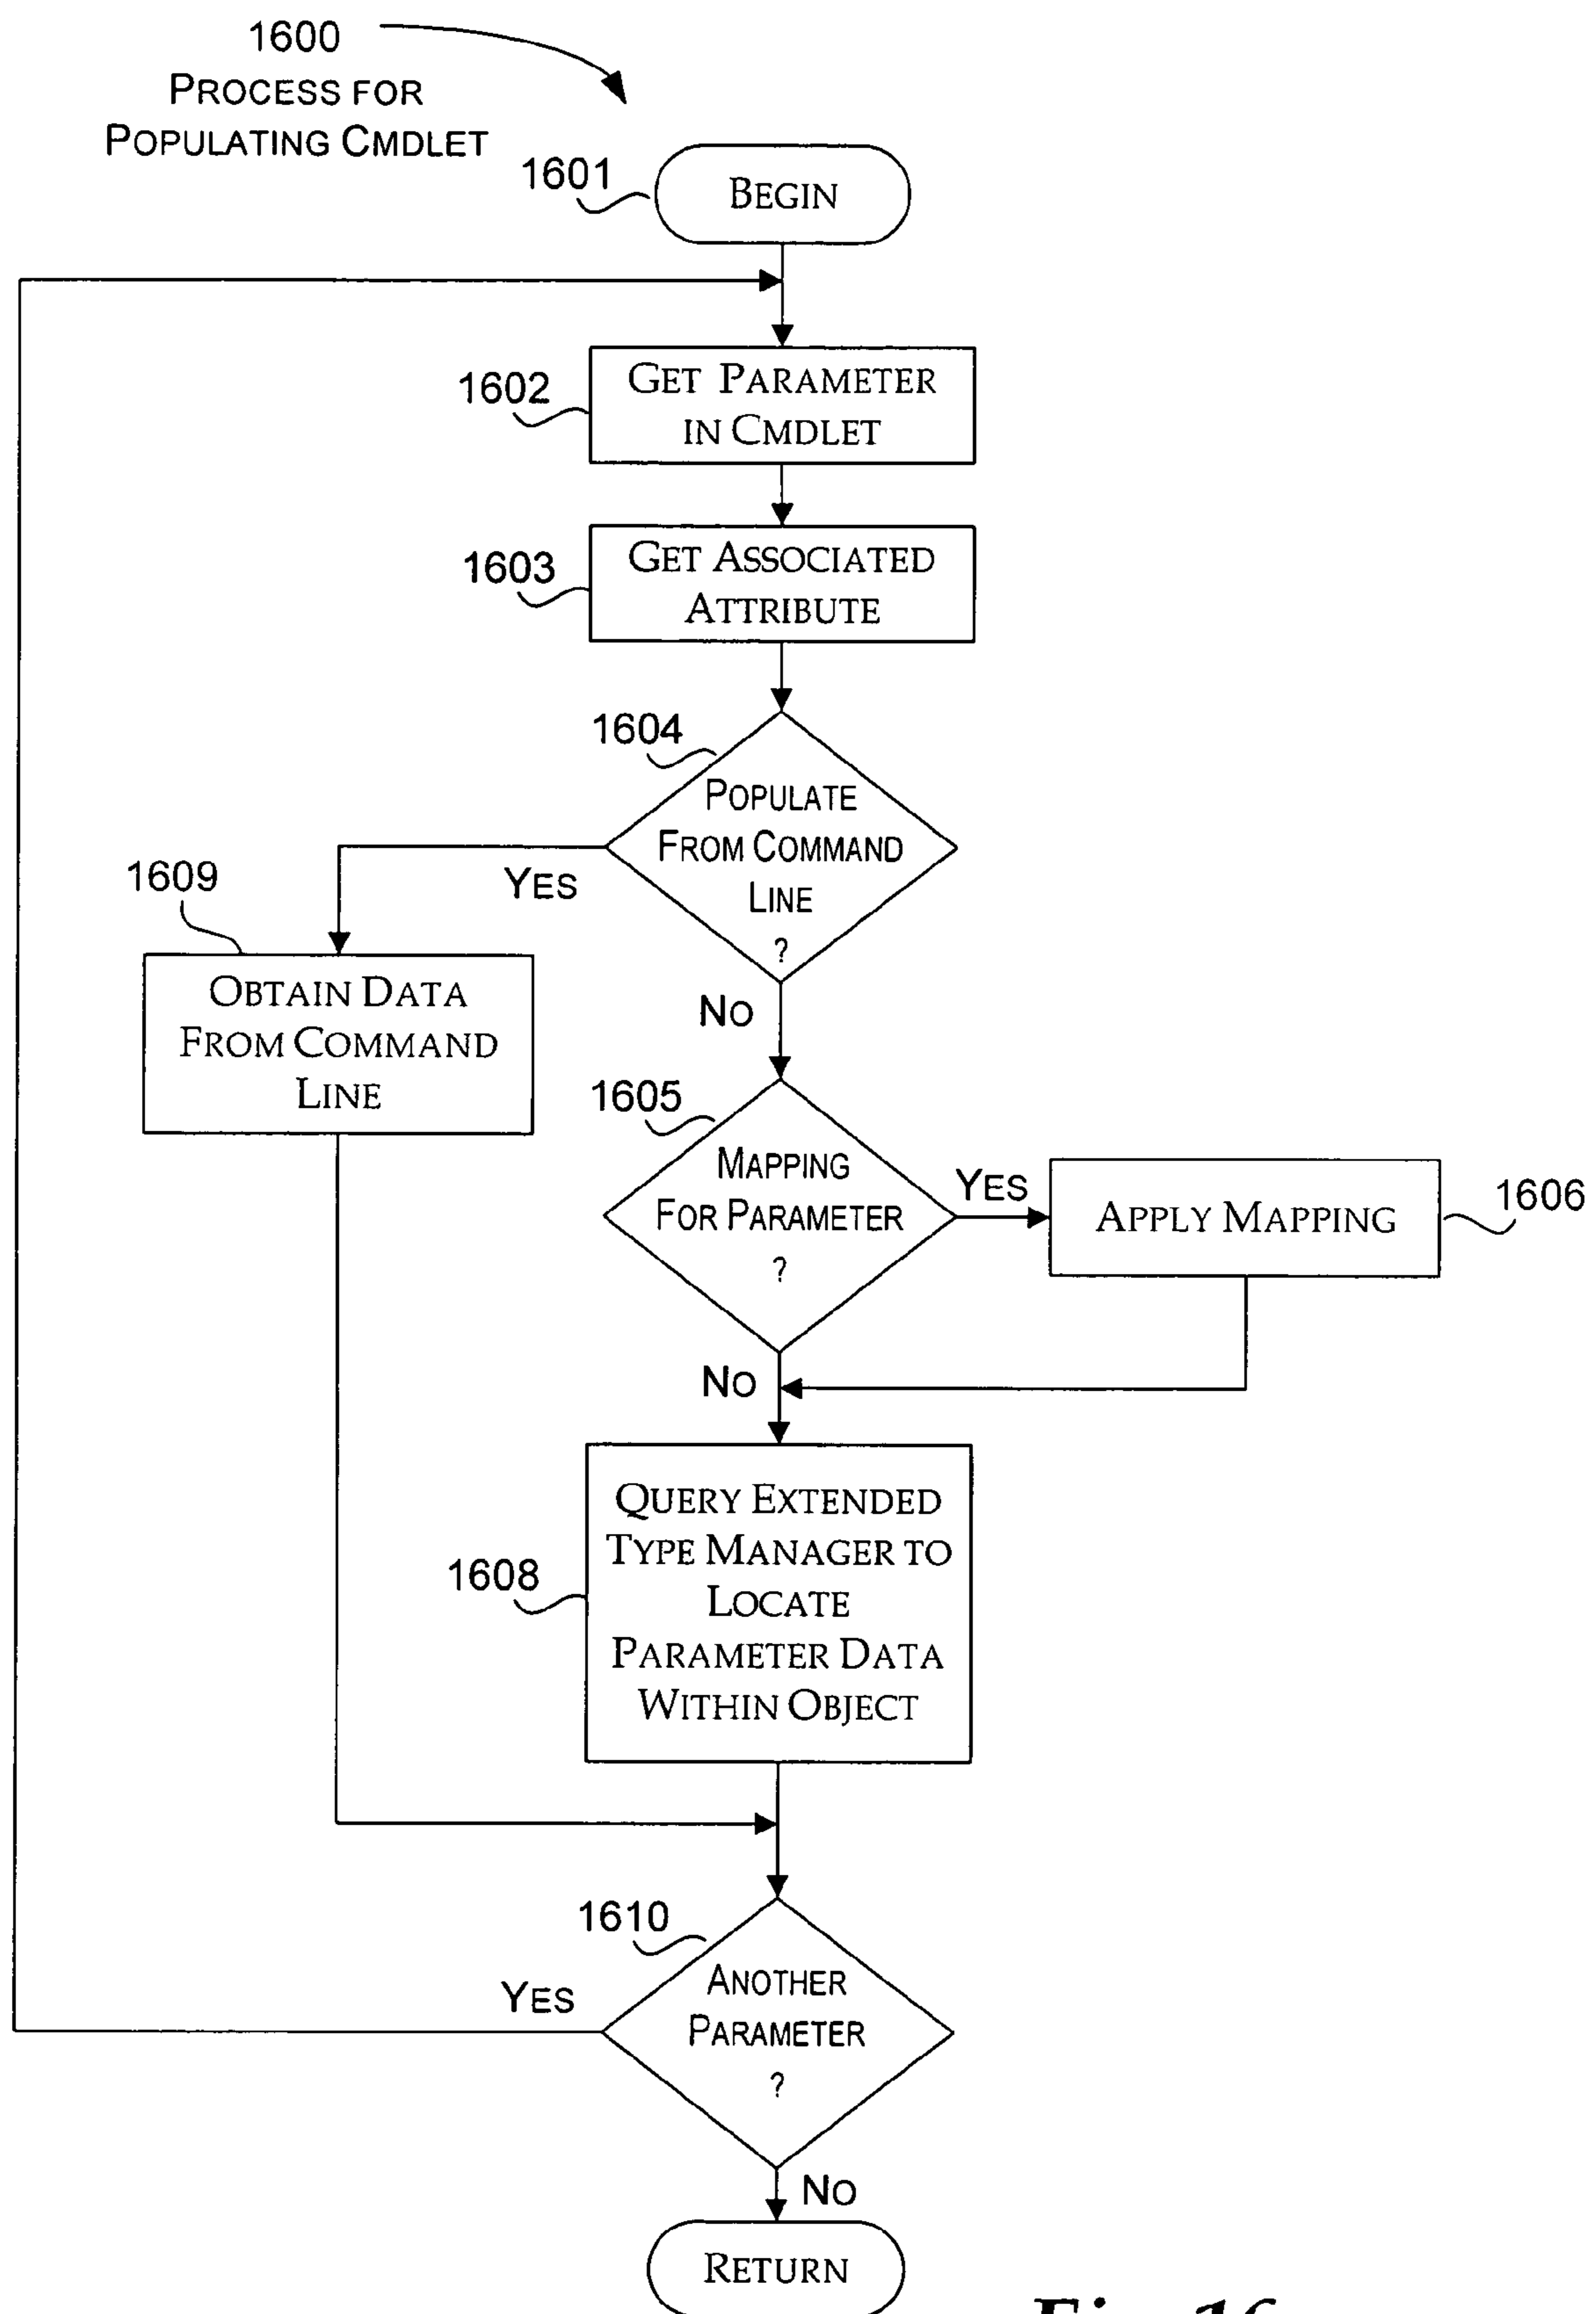 1600
PROCESS FOR
POPULATING CMDLET
1601
BEGIN
1602
GET PARAMETER
IN CMDLET
1603
GET ASSOCIATED
ATTRIBUTE
1604
POPULATE
FROM COMMAND
LINE
?
YES
1609
OBTAIN DATA
FROM COMMAND
LINE
NO
1605
MAPPING
FOR PARAMETER
?
YES
APPLY MAPPING
1606
NO
1608
QUERY EXTENDED
TYPE MANAGER TO
LOCATE
PARAMETER DATA
WITHIN OBJECT
1610
ANOTHER
PARAMETER
?
YES
NO
RETURN
Fig. 16